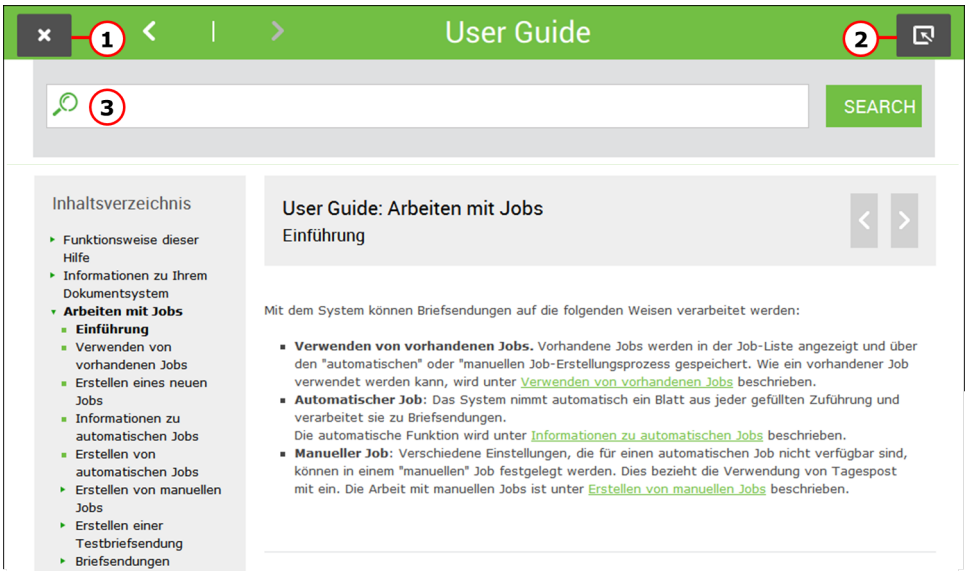 1
User Guide
2
3
SEARCH
Inhaltsverzeichnis
Funktionsweise dieser
Hilfe
Informationen zu Ihrem
Dokumentsystem
Arbeiten mit Jobs
Einführung
Verwenden von
vorhandenen Jobs
Erstellen eines neuen
Jobs
Informationen zu
automatischen Jobs
Erstellen von
automatischen Jobs
Erstellen von manuellen
Jobs
Erstellen einer
Testbriefsendung
Briefsendungen
User Guide: Arbeiten mit Jobs
Einführung
Mit dem System können Briefsendungen auf die folgenden Weisen verarbeitet werden:
Verwenden von vorhandenen Jobs. Vorhandene Jobs werden in der Job-Liste angezeigt und über
den "automatischen" oder "manuellen Job-Erstellungsprozess gespeichert. Wie ein vorhandener Job
verwendet werden kann, wird unter Verwenden von vorhandenen Jobs beschrieben.
Automatischer Job: Das System nimmt automatisch ein Blatt aus jeder gefüllten Zuführung und
verarbeitet sie zu Briefsendungen.
Die automatische Funktion wird unter Informationen zu automatischen Jobs beschrieben.
Manueller Job: Verschiedene Einstellungen, die für einen automatischen Job nicht verfügbar sind,
können in einem "manuellen" Job festgelegt werden. Dies bezieht die Verwendung von Tagespost
mit ein. Die Arbeit mit manuellen Jobs ist unter Erstellen von manuellen Jobs beschrieben.